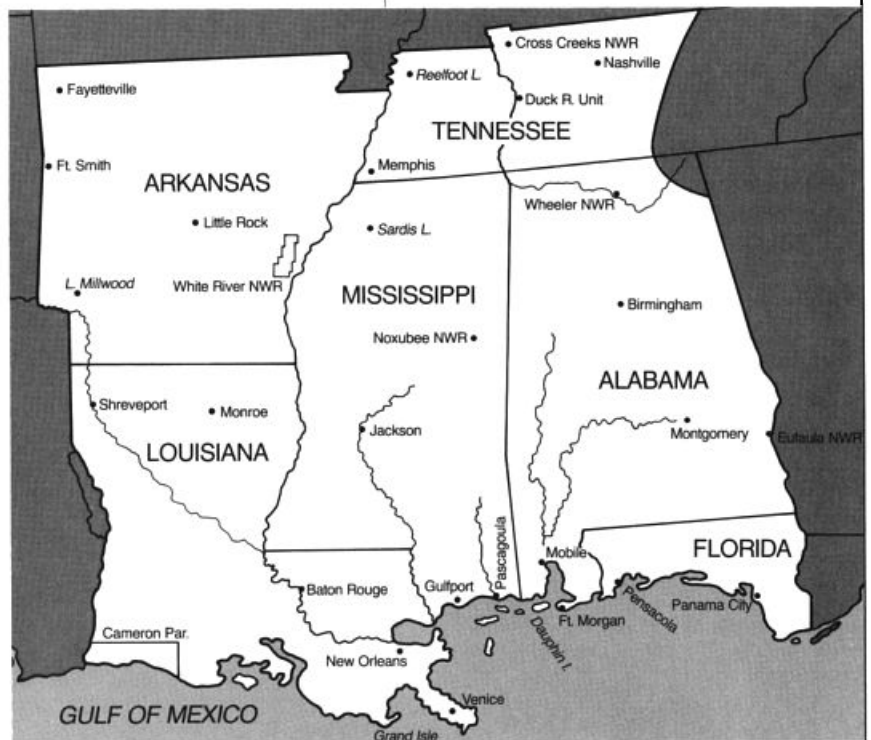 Cross Creeks NWR
Nashville
Reelfoot L.
Fayetteville
Duck R. Unit
TENNESSEE
Ft. Smith
Memphis
ARKANSAS
Wheeler NWR
Little Rock
Sardis L.
L. Millwood
White River NWR
MISSISSIPPI
Birmingham
Noxubee NWR
ALABAMA
Shreveport
Monroe
Jackson
Montgomery
Eufaula NWR
LOUISIANA
Pascagoula
Mobile
FLORIDA
Baton Rouge
Gulfport
Pensacola
Panama City
Ft. Morgan
Dauphin I.
Cameron Par.
New Orleans
Venice
GULF OF MEXICO
Grand Isle